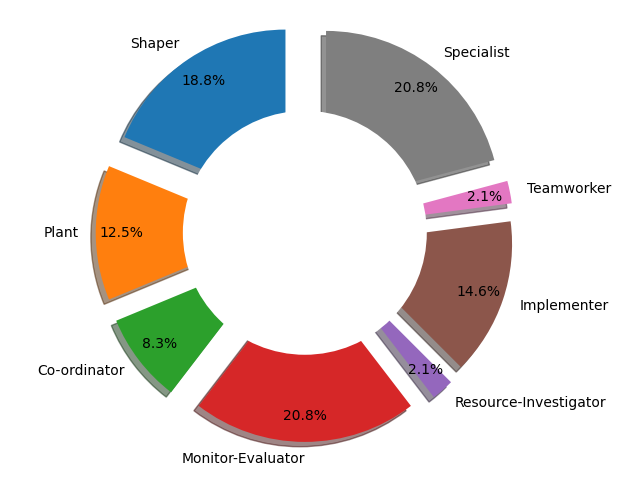 Shaper
18.8%
Specialist
20.8%
Plant
12.5%
Teamworker
2.1%
Co-ordinator
8.3%
Implementer
14.6%
Monitor-Evaluator
20.8%
Resource-Investigator
2.1%